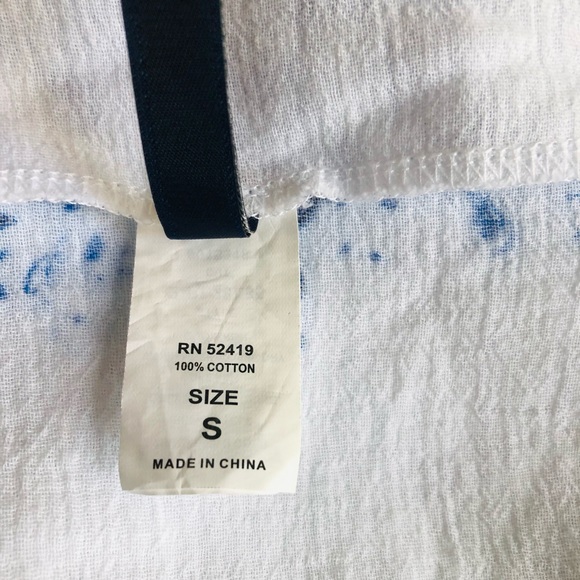 RN 52419
100% COTTON
SIZE
S
MADE IN CHINA